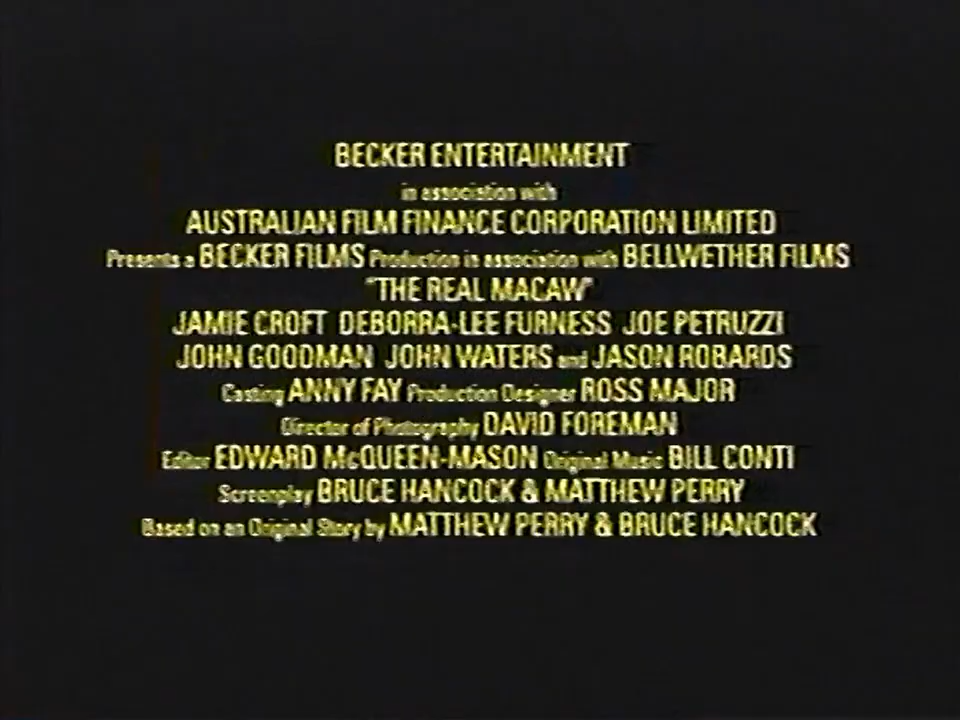 BECKER ENTERTAINMENT
in association with
AUSTRALIAN FILM FINANCE CORPORATION LIMITED
Presents a BECKER FILMS Production in association with BELLWETHER FILMS
"THE REAL MACAW"
JAMIE CROFT DEBORRA-LEE FURNESS JOE PETRUZZI
JOHN GOODMAN JOHN WATERS and JASON ROBARDS
Casting ANNY FAY Production Designer ROSS MAJOR
Director of Photography DAVID FOREMAN
Editor EDWARD McQUEEN-MASON Original Music BILL CONTI
Screenplay BRUCE HANCOCK & MATTHEW PERRY
Based on an Original Story by MATTHEW PERRY & BRUCE HANCOCK